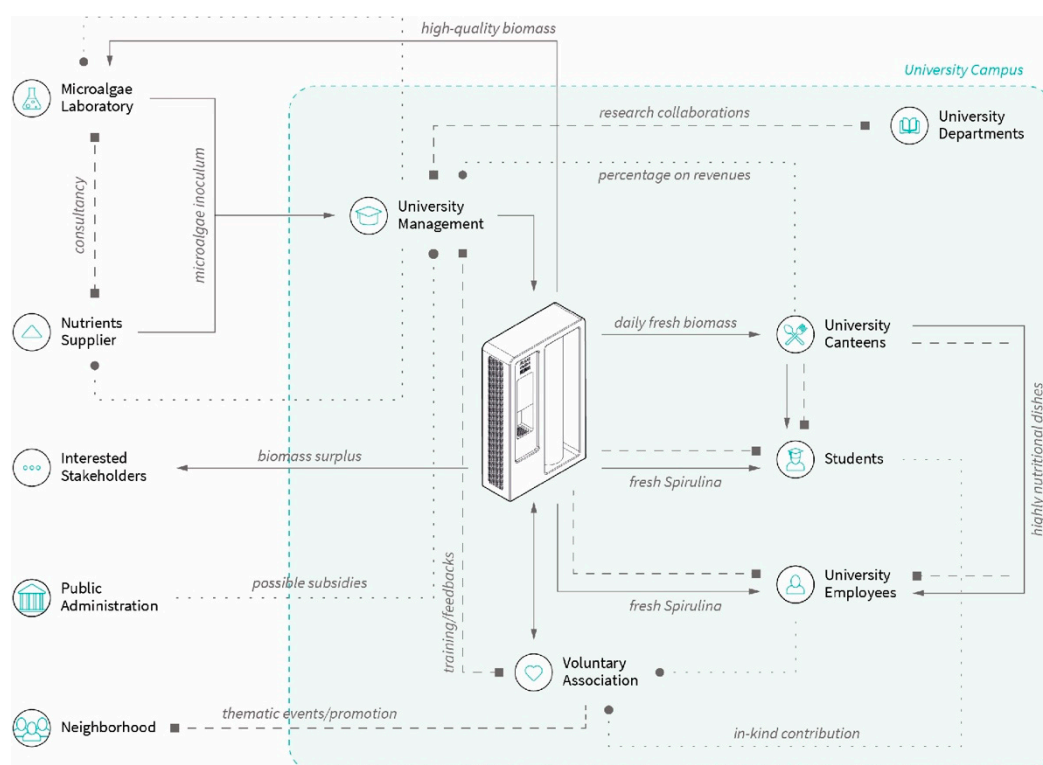 high-quality biomass
University Campus
Microalgae
Laboratory
research collaborations
University
Departments
percentage on revenues
consultancy
microalgae inoculum
University
Management
Nutrients
Supplier
daily fresh biomass
University
Canteens
highly nutritional dishes
Interested
Stakeholders
biomass surplus
Students
fresh Spirulina
Public
Administration
possible subsidies
training/feedbacks
University
Employees
fresh Spirulina
Voluntary
Association
Neighborhood
thematic events/promotion
in-kind contribution